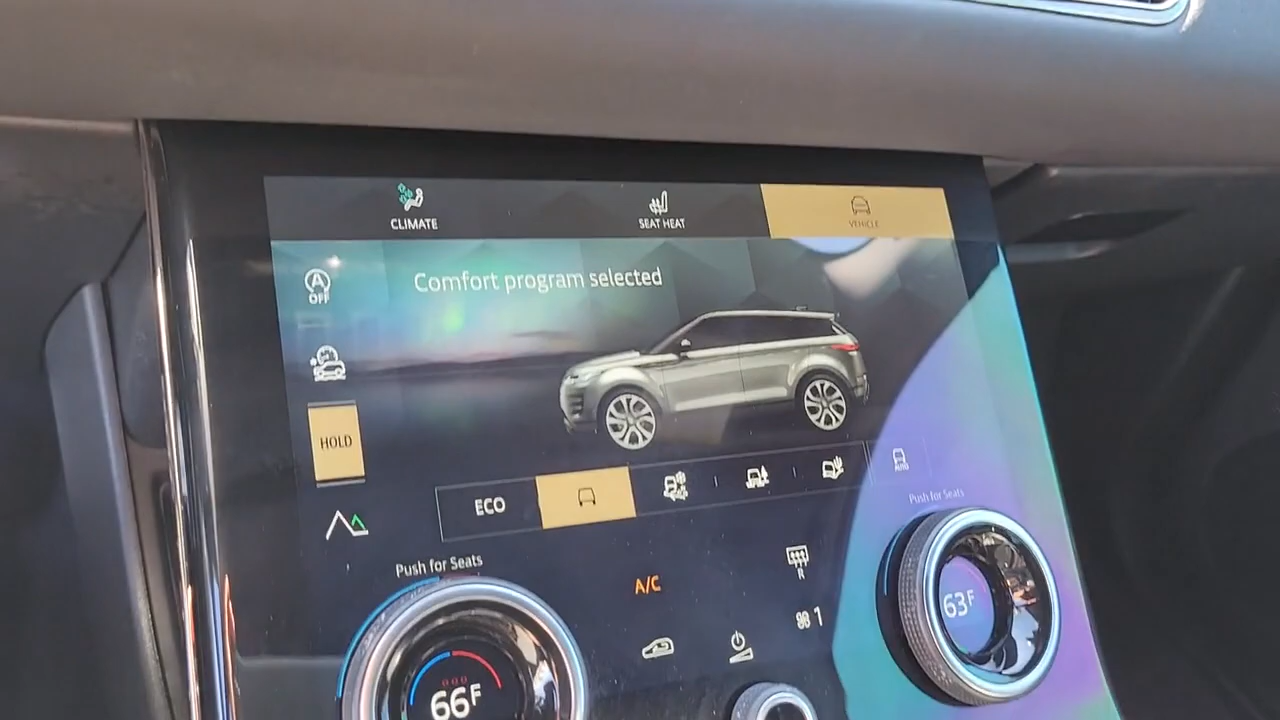 CLIMATE
SEAT HEAT
VEHICLE
A
OFF
Comfort program selected
HOLD
ECO
AUTO
Push for Seats
Push for Seats
A/C
R
1
63F
66F